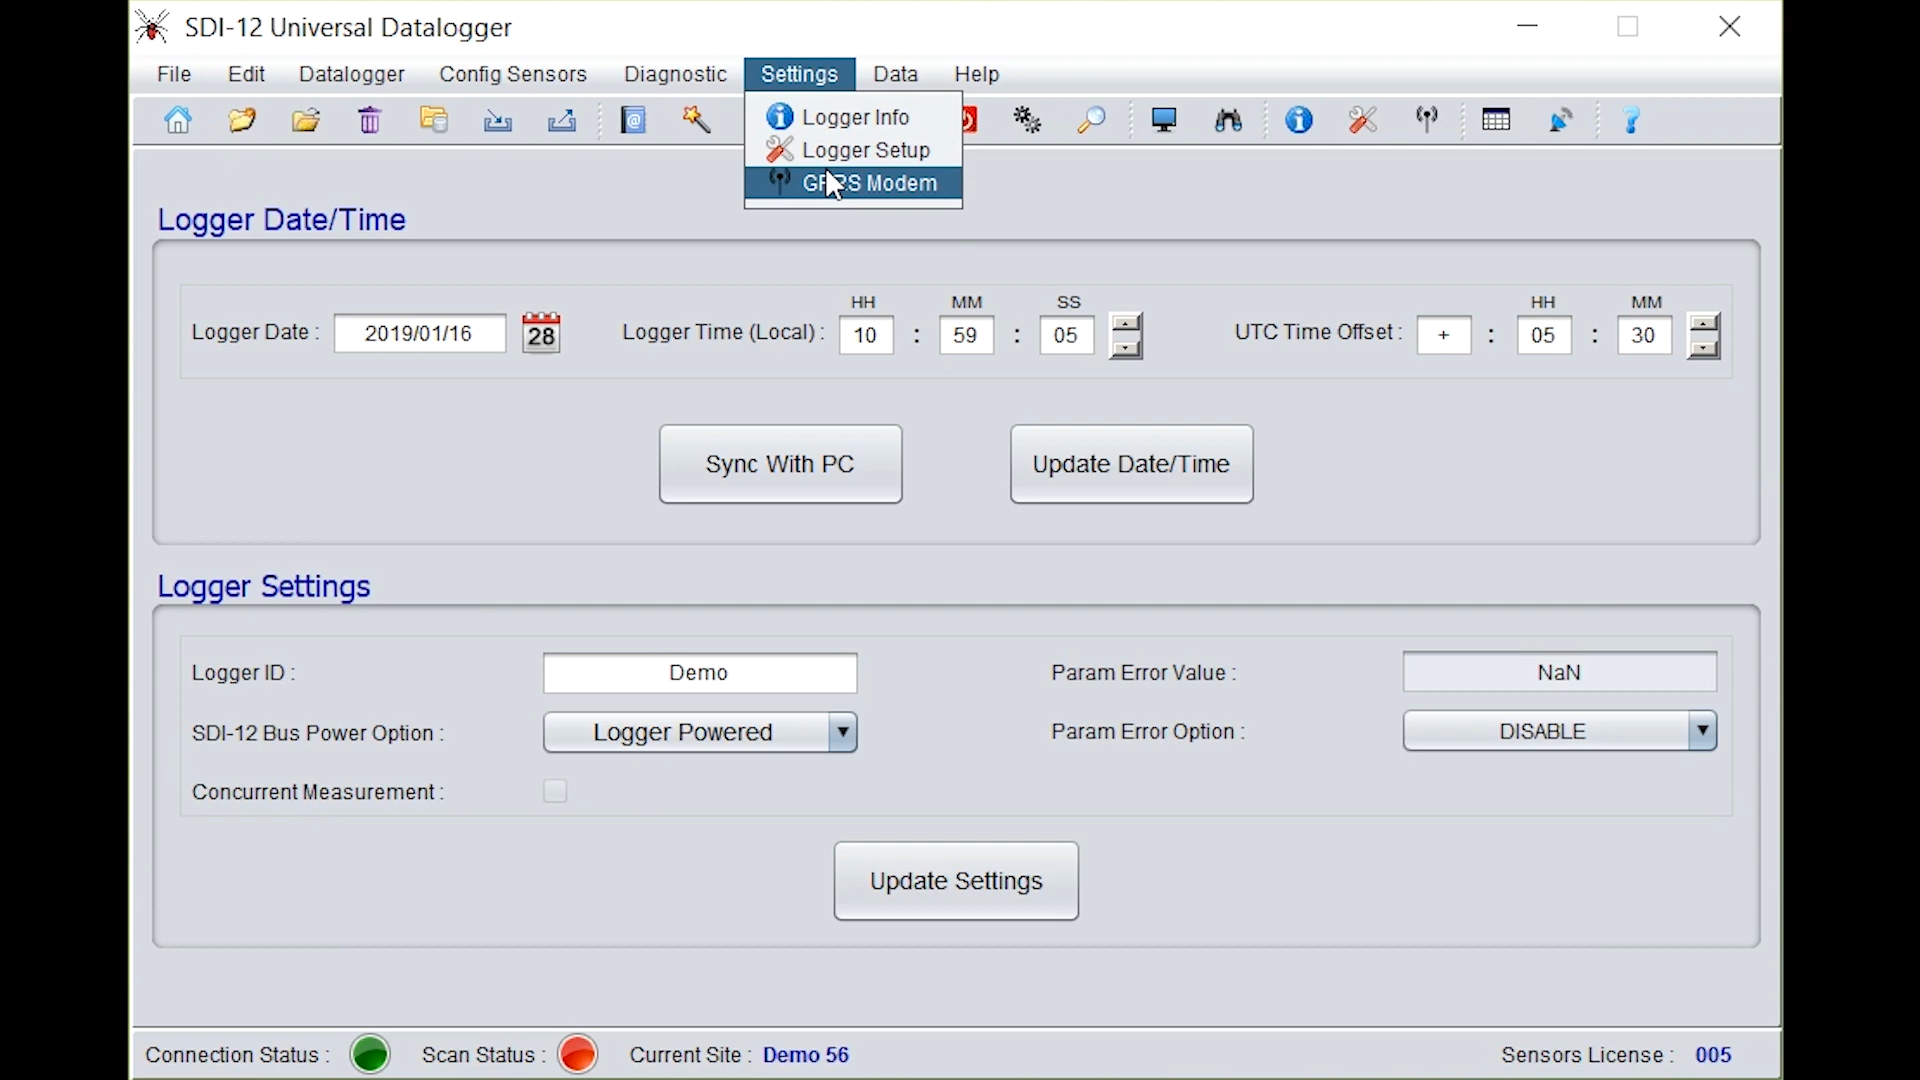 SDI-12 Universal Datalogger
File Edit Datalogger Config Sensors Diagnostic Settings Data Help
Logger Info
Logger Setup
GPRS Modem
Logger Date/Time
HH MM SS HH MM
Logger Date : 2019/01/16 28 Logger Time (Local) : 10 : 59 : 05 UTC Time Offset : + : 05 : 30
Sync With PC Update Date/Time
Logger Settings
Logger ID : Demo Param Error Value : NaN
SDI-12 Bus Power Option : Logger Powered Param Error Option : DISABLE
Concurrent Measurement :
Update Settings
Connection Status : Scan Status : Current Site : Demo 56 Sensors License : 005